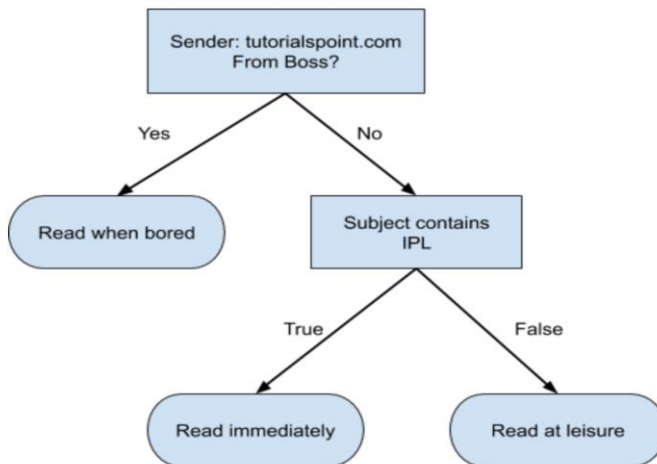 Sender: tutorialspoint.com
From Boss?
Yes
No
Read when bored
Subject contains
IPL
True
False
Read immediately
Read at leisure